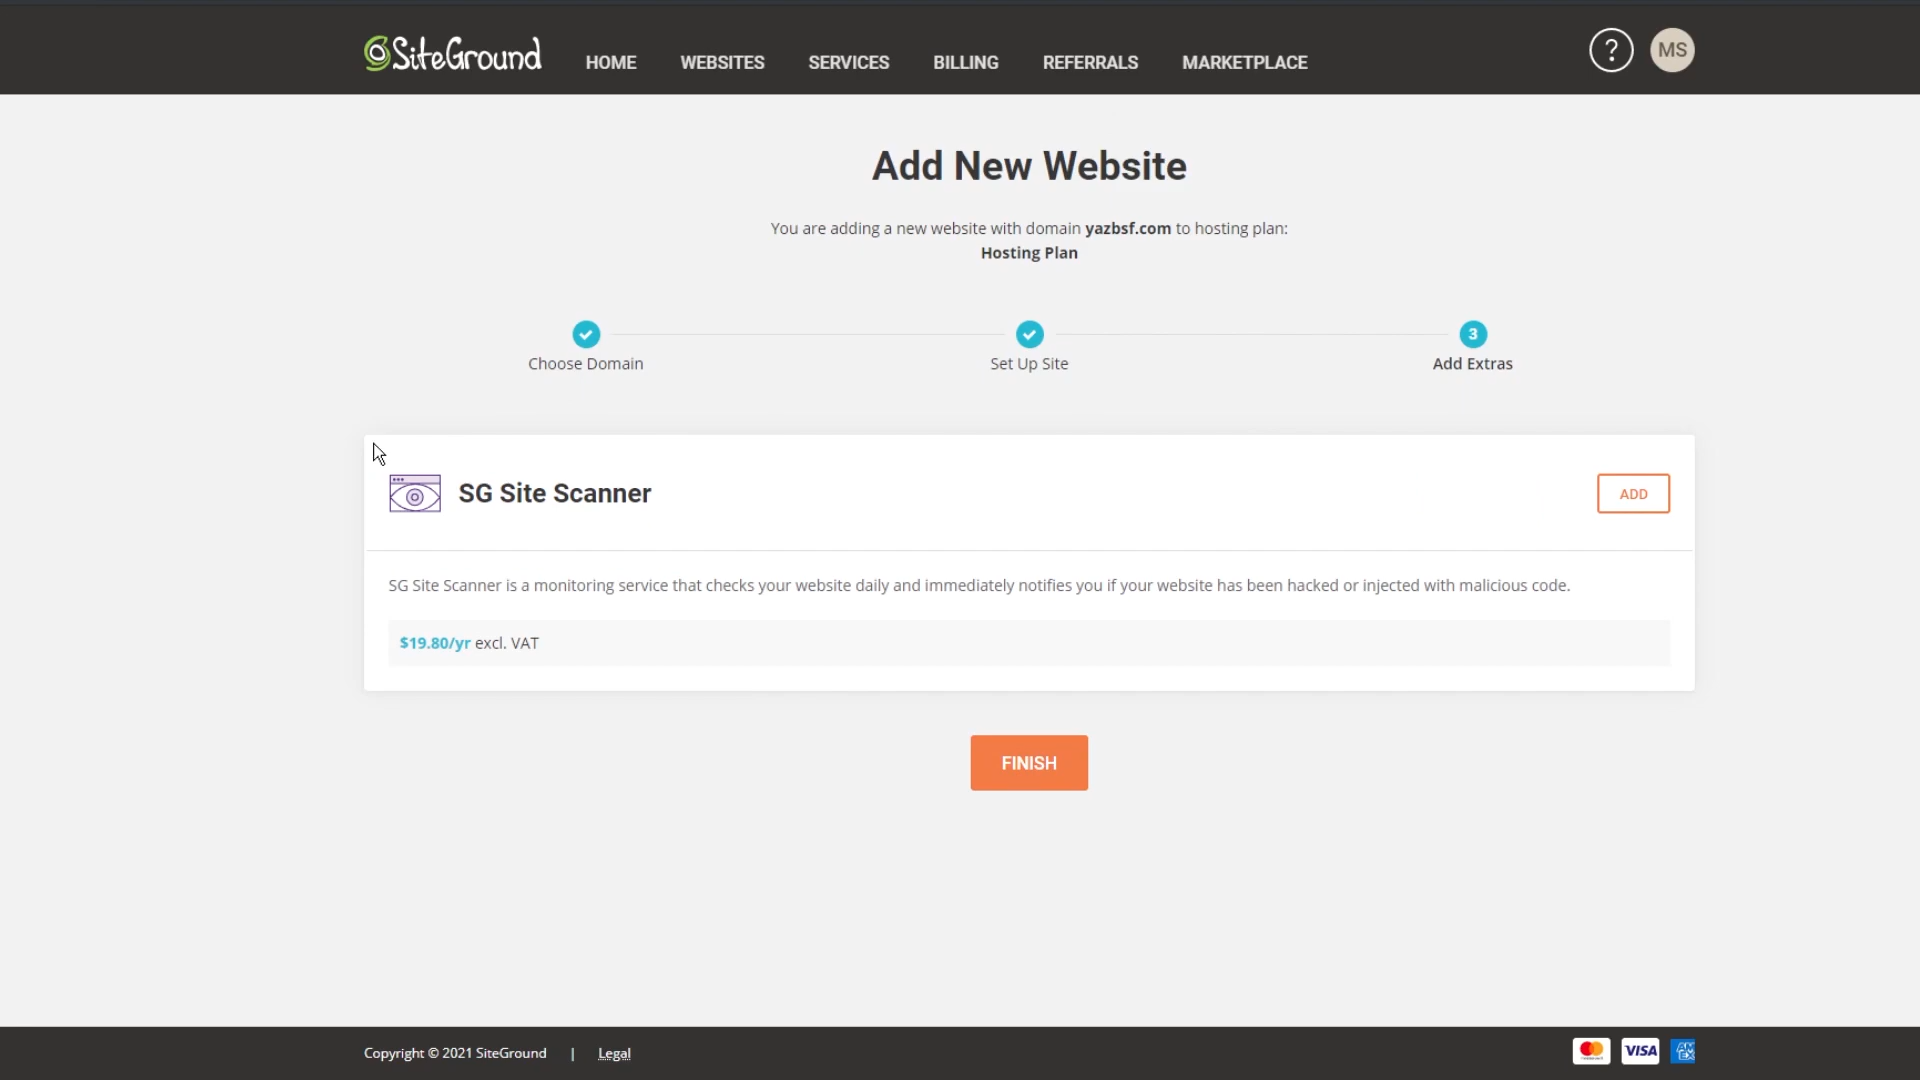 SiteGround
HOME WEBSITES SERVICES BILLING REFERRALS MARKETPLACE
? MS
Add New Website
You are adding a new website with domain yazbsf.com to hosting plan:
Hosting Plan
3
Choose Domain Set Up Site Add Extras
SG Site Scanner
ADD
SG Site Scanner is a monitoring service that checks your website daily and immediately notifies you if your website has been hacked or injected with malicious code.
$19.80/yr excl. VAT
FINISH
Copyright © 2021 SiteGround | Legal
VISA
AMEX